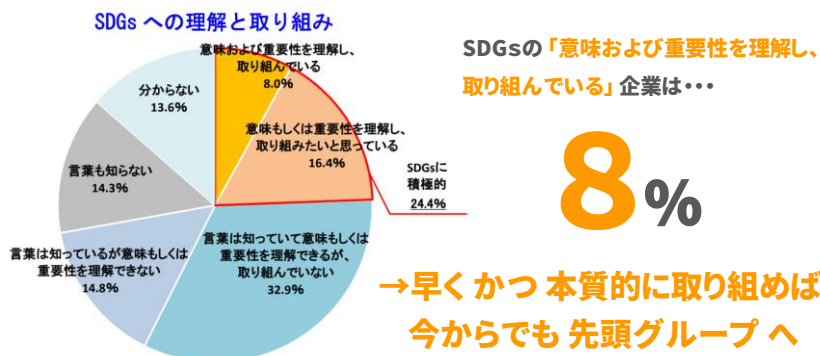 SDGs への理解と取り組み
意味および重要性を理解し、
取り組んでいる
8.0%
意味もしくは重要性を理解し、
取り組みたいと思っている
16.4%
SDGsに
積極的
24.4%
言葉は知っていて意味もしくは
重要性を理解できるが、
取り組んでいない
32.9%
言葉は知っているが意味もしくは
重要性を理解できない
14.8%
言葉も知らない
14.3%
分からない
13.6%
SDGsの「意味および重要性を理解し、
取り組んでいる」企業は・・・
8%
→早く かつ 本質的に取り組めば
今からでも 先頭グループ へ